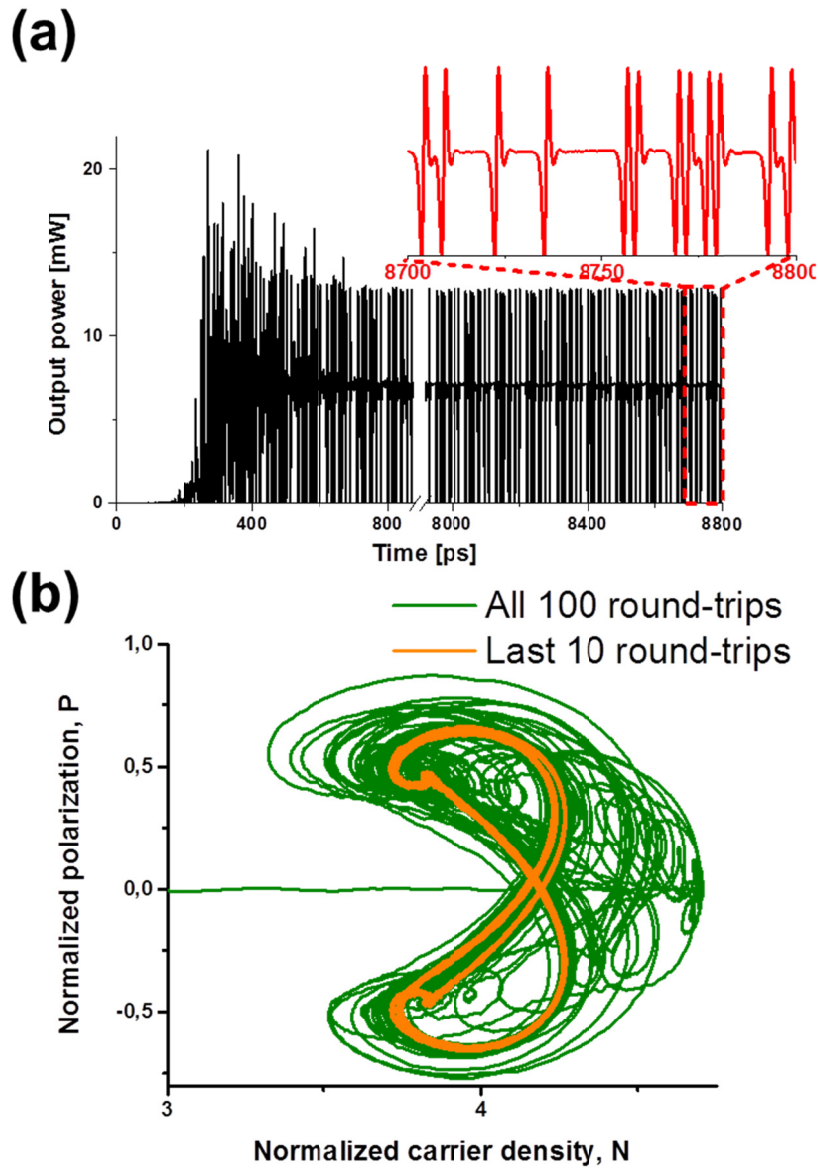 (a)
20
10
0
Output power [mW]
8700 8750 8800
0 400 800 8000 8400 8800
Time [ps]
(b)
All 100 round-trips
Last 10 round-trips
1,0
0,5
0,0
-0,5
Normalized polarization, P
3 4
Normalized carrier density, N